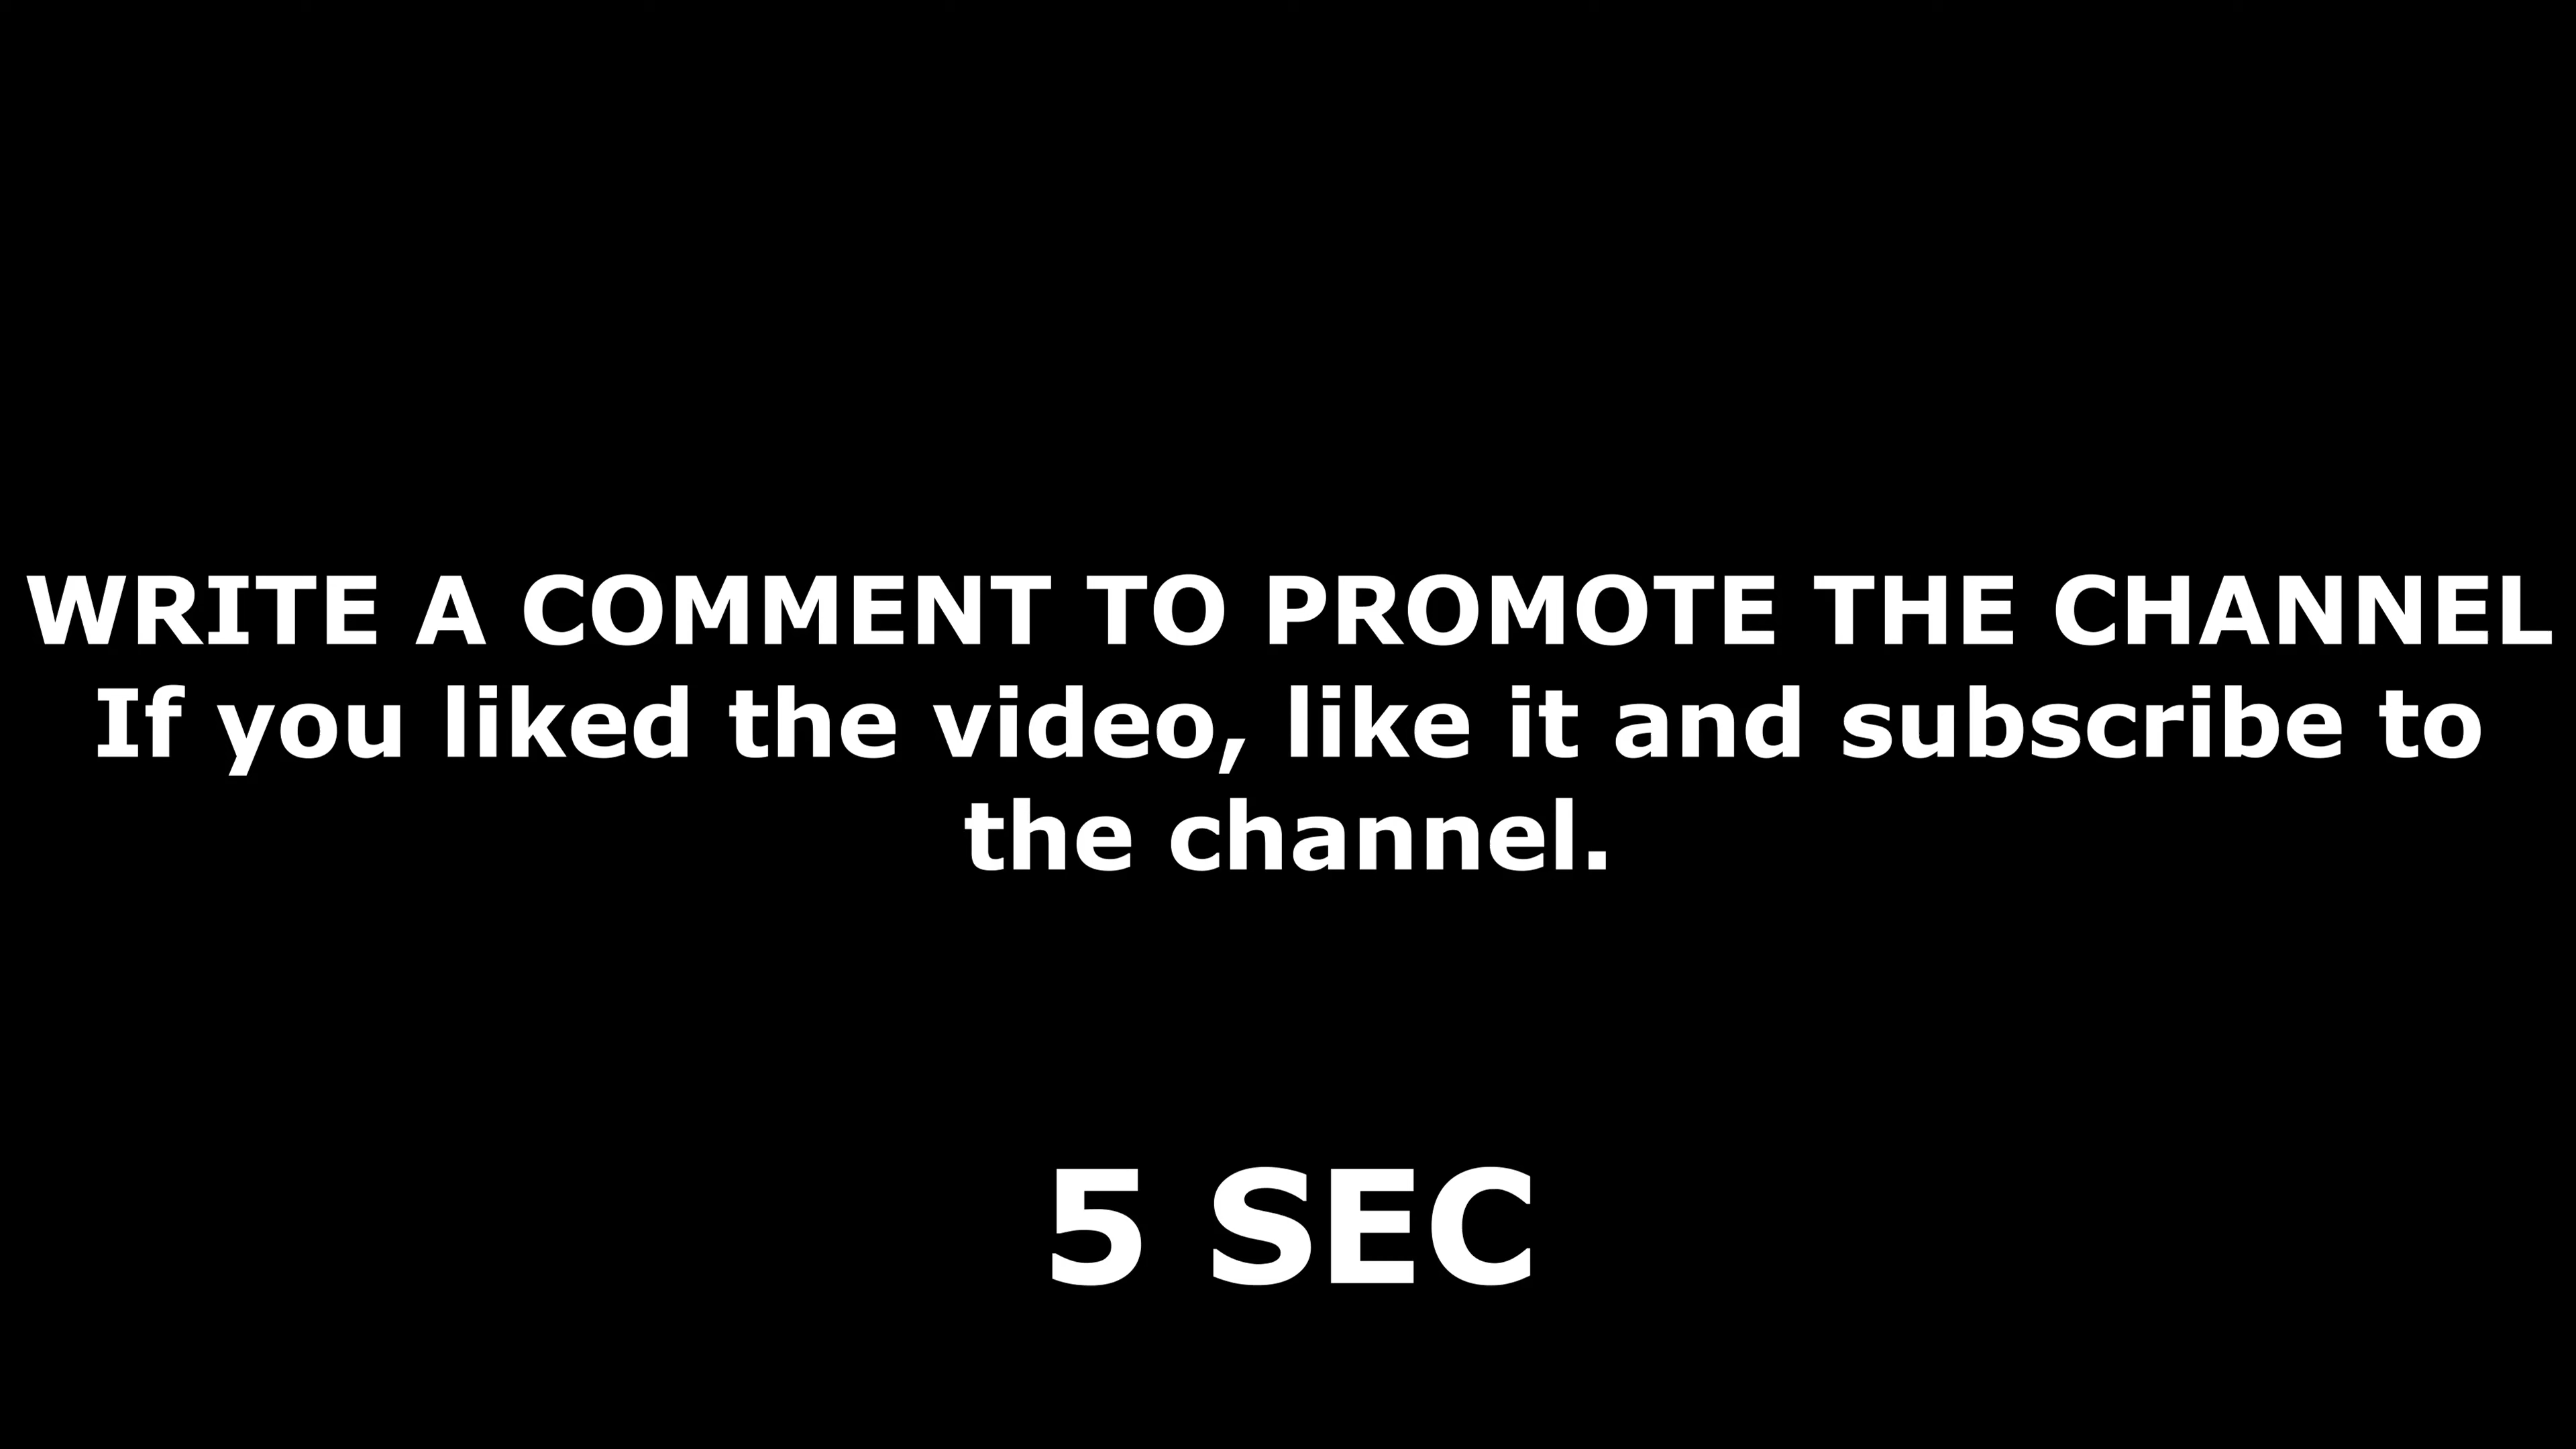 WRITE A COMMENT TO PROMOTE THE CHANNEL
If you liked the video, like it and subscribe to
the channel.
5 SEC